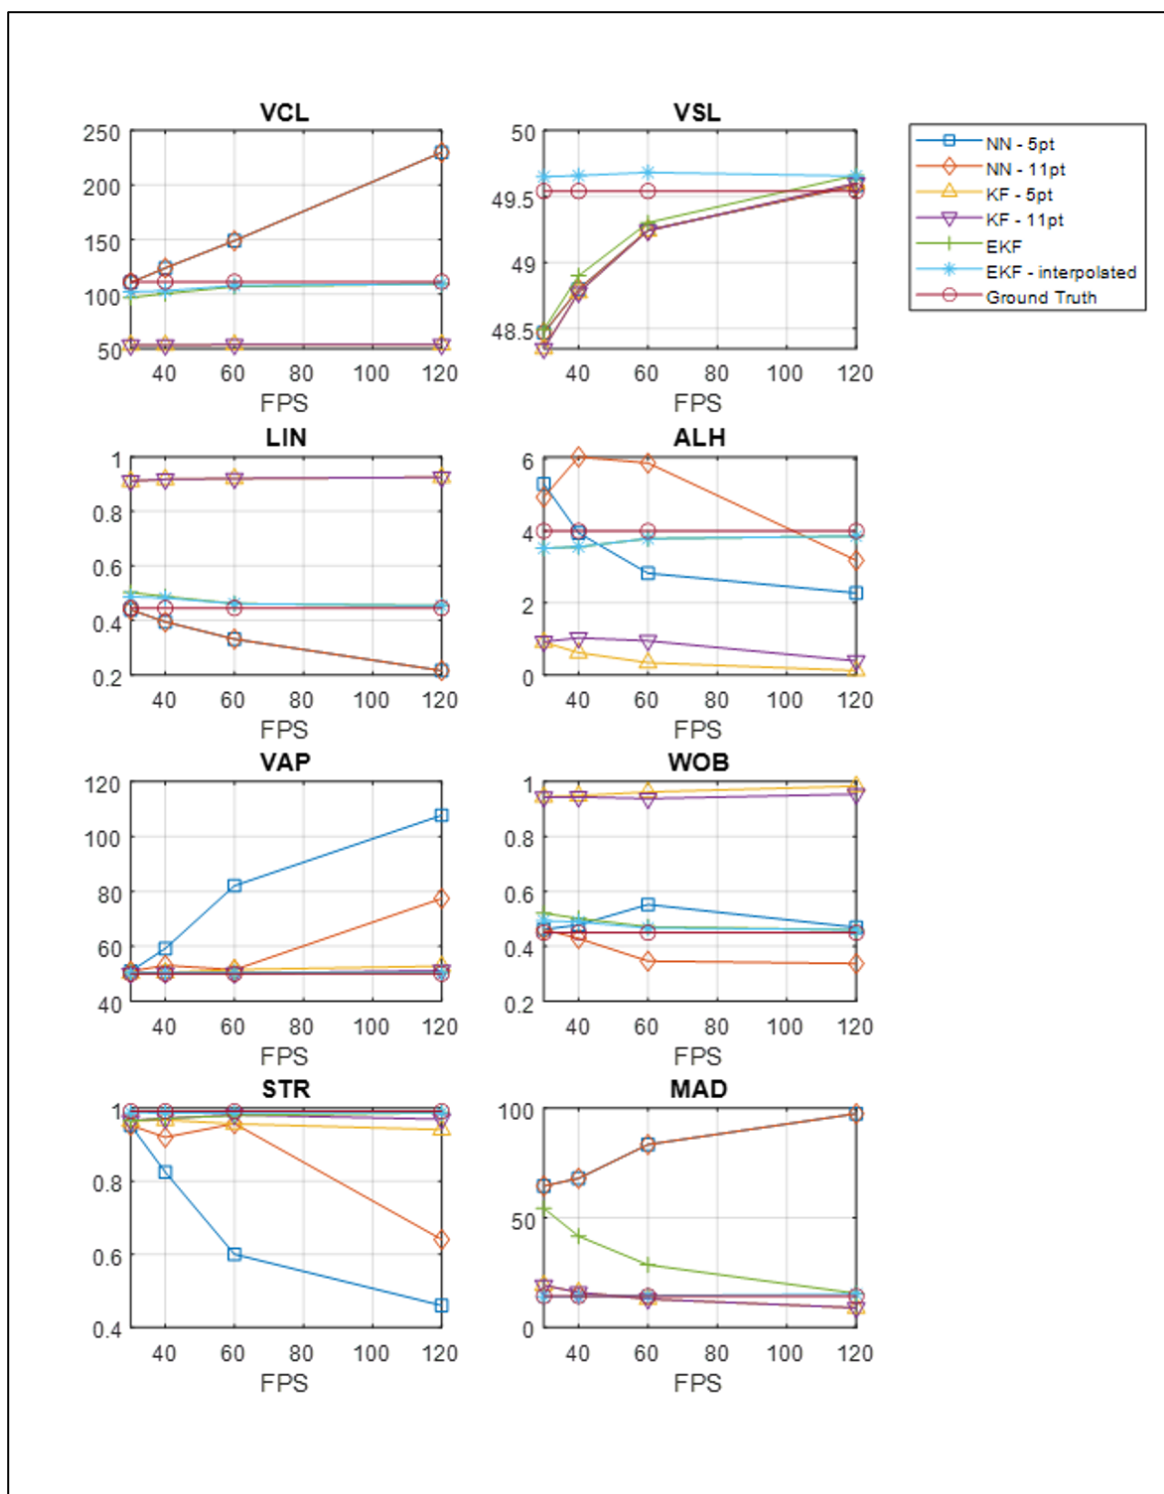 VCL
250
200
150
100
50
40 60 80 100 120
FPS
VSL
50
49.5
49
48.5
40 60 80 100 120
FPS
NN - 5pt
NN - 11pt
KF - 5pt
KF - 11pt
EKF
EKF - interpolated
Ground Truth
LIN
1
0.8
0.6
0.4
0.2
40 60 80 100 120
FPS
ALH
6
4
2
0
40 60 80 100 120
FPS
VAP
120
100
80
60
40
40 60 80 100 120
FPS
WOB
1
0.8
0.6
0.4
0.2
40 60 80 100 120
FPS
STR
1
0.8
0.6
0.4
40 60 80 100 120
FPS
MAD
100
50
0
40 60 80 100 120
FPS